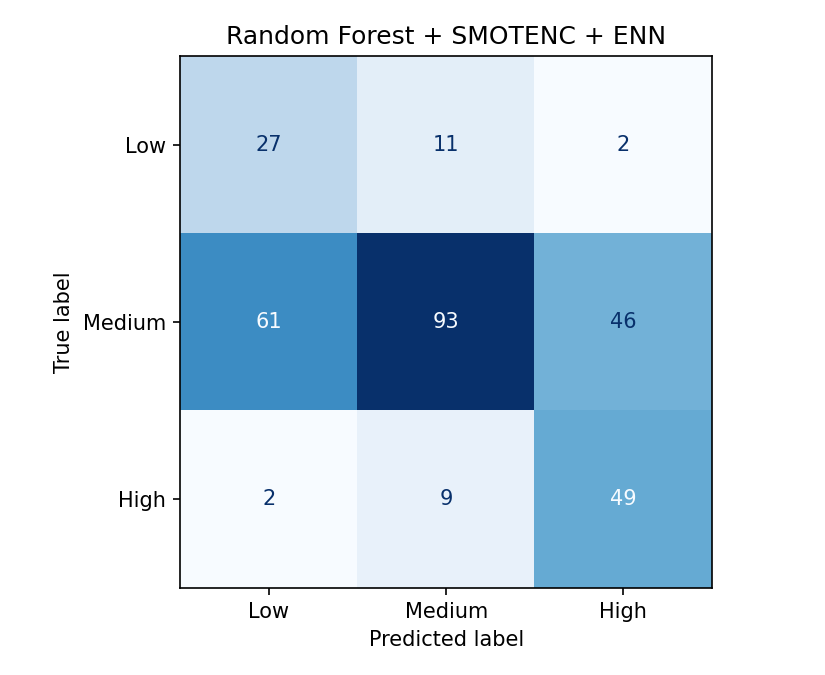 Random Forest + SMOTENC + ENN
Low 27 11 2
Medium 61 93 46
High 2 9 49
Low Medium High
Predicted label
True label